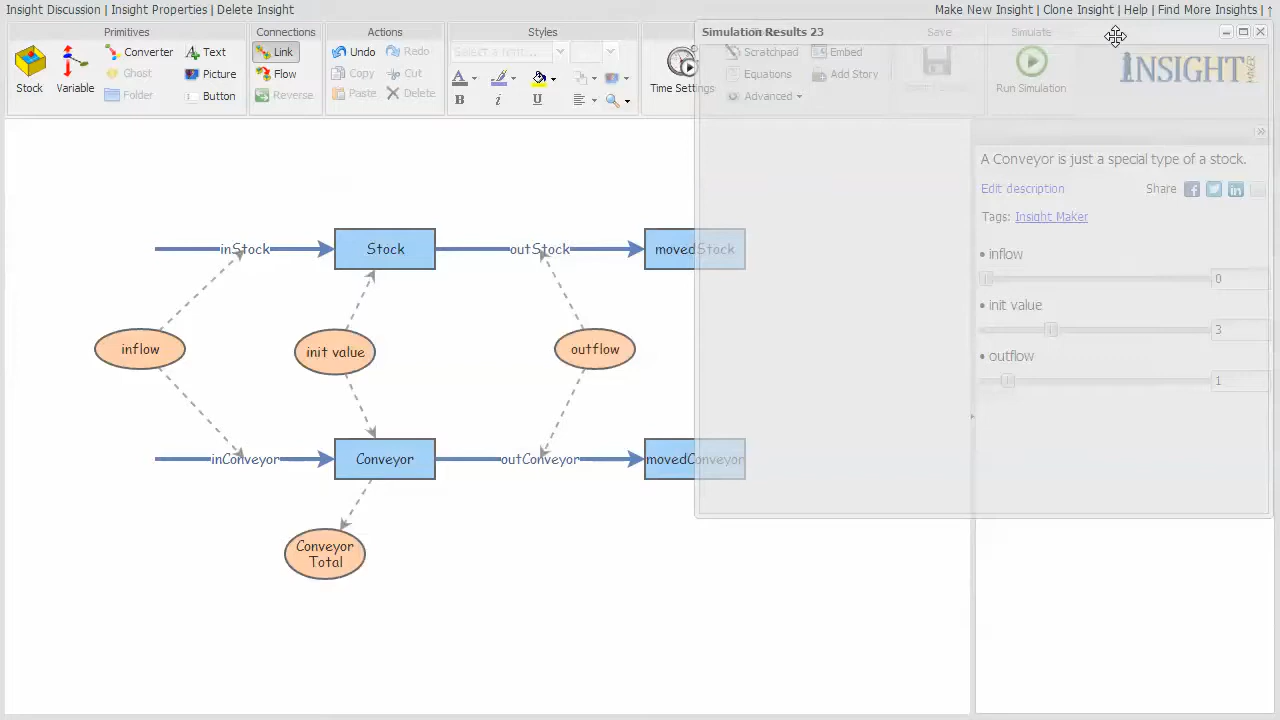 Insight Discussion | Insight Properties | Delete Insight
Make New Insight | Clone Insight | Help | Find More Insights | ↑
Primitives
Connections
Actions
Styles
Simulation Results 23
Save
Simulate
Stock
Variable
Converter
Ghost
Folder
Text
Picture
Button
Link
Flow
Reverse
Undo
Redo
Copy
Cut
Paste
Delete
Select a font...
B i U
Time Settings
Scratchpad
Equations
Advanced
Embed
Add Story
Run Simulation
INSIGHT MAKER
A Conveyor is just a special type of a stock.
Edit description
Share
Tags: Insight Maker
• inflow
0
• init value
3
• outflow
1
inStock
Stock
outStock
movedStock
inflow
init value
outflow
inConveyor
Conveyor
outConveyor
movedConveyor
Conveyor
Total